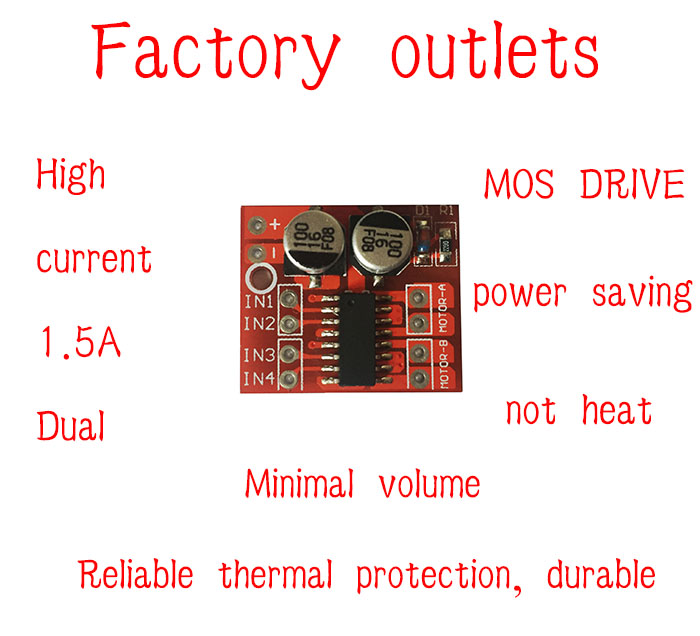 Factory outlets
High
current
1.5A
Dual
MOS DRIVE
power saving
not heat
+
-
100
16
F08
100
16
F08
D1 R1
IN1
IN2
IN3
IN4
MOTOR-A
MOTOR-B
Minimal volume
Reliable thermal protection, durable